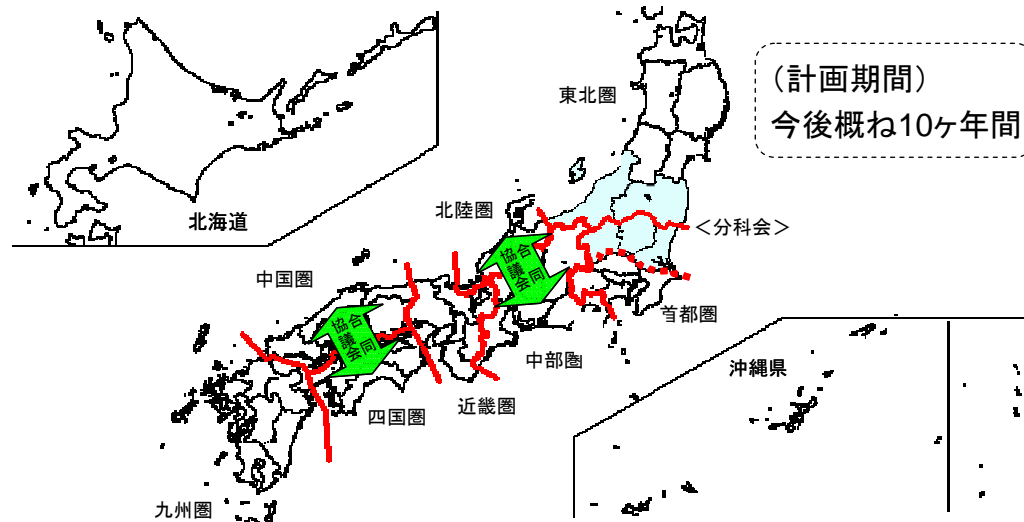 (計画期間)
今後概ね10ヶ年間
東北圏
北海道
北陸圏
<分科会>
合同
協議会
中国圏
合同
協議会
首都圏
中部圏
沖縄県
近畿圏
四国圏
九州圏